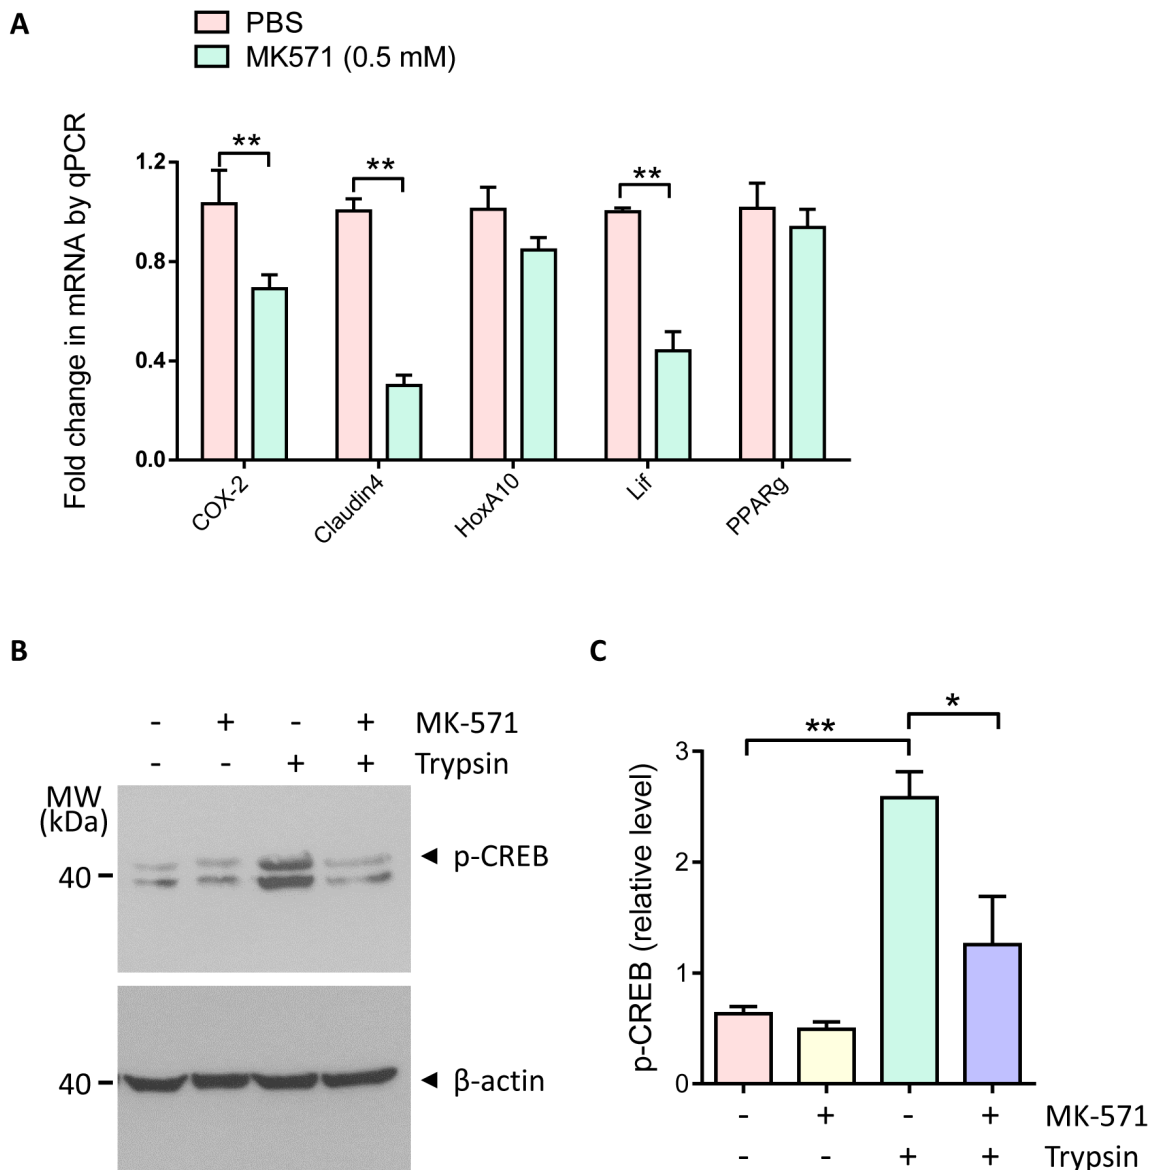 A
PBS
MK571 (0.5 mM)
Fold change in mRNA by qPCR
1.2
0.8
0.4
0.0
**
**
**
COX-2
Claudin4
HoxA10
Lif
PPARg
B
- + - + MK-571
- - + + Trypsin
MW
(kDa)
40
p-CREB
40
β-actin
C
p-CREB (relative level)
3
2
1
0
**
*
- + - + MK-571
- - + + Trypsin